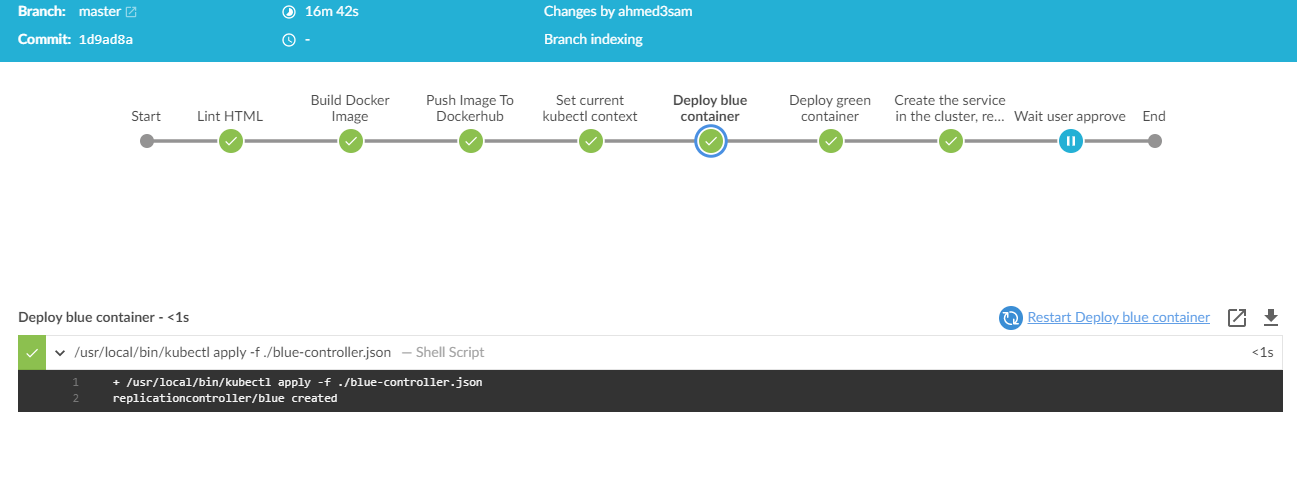 Branch: master 16m 42s Changes by ahmed3sam
Commit: 1d9ad8a - Branch indexing
Start
Lint HTML
Build Docker
Image
Push Image To
Dockerhub
Set current
kubectl context
Deploy blue
container
Deploy green
container
Create the service
in the cluster, re...
Wait user approve
End
Deploy blue container - <1s Restart Deploy blue container
/usr/local/bin/kubectl apply -f ./blue-controller.json — Shell Script <1s
1 + /usr/local/bin/kubectl apply -f ./blue-controller.json
2 replicationcontroller/blue created